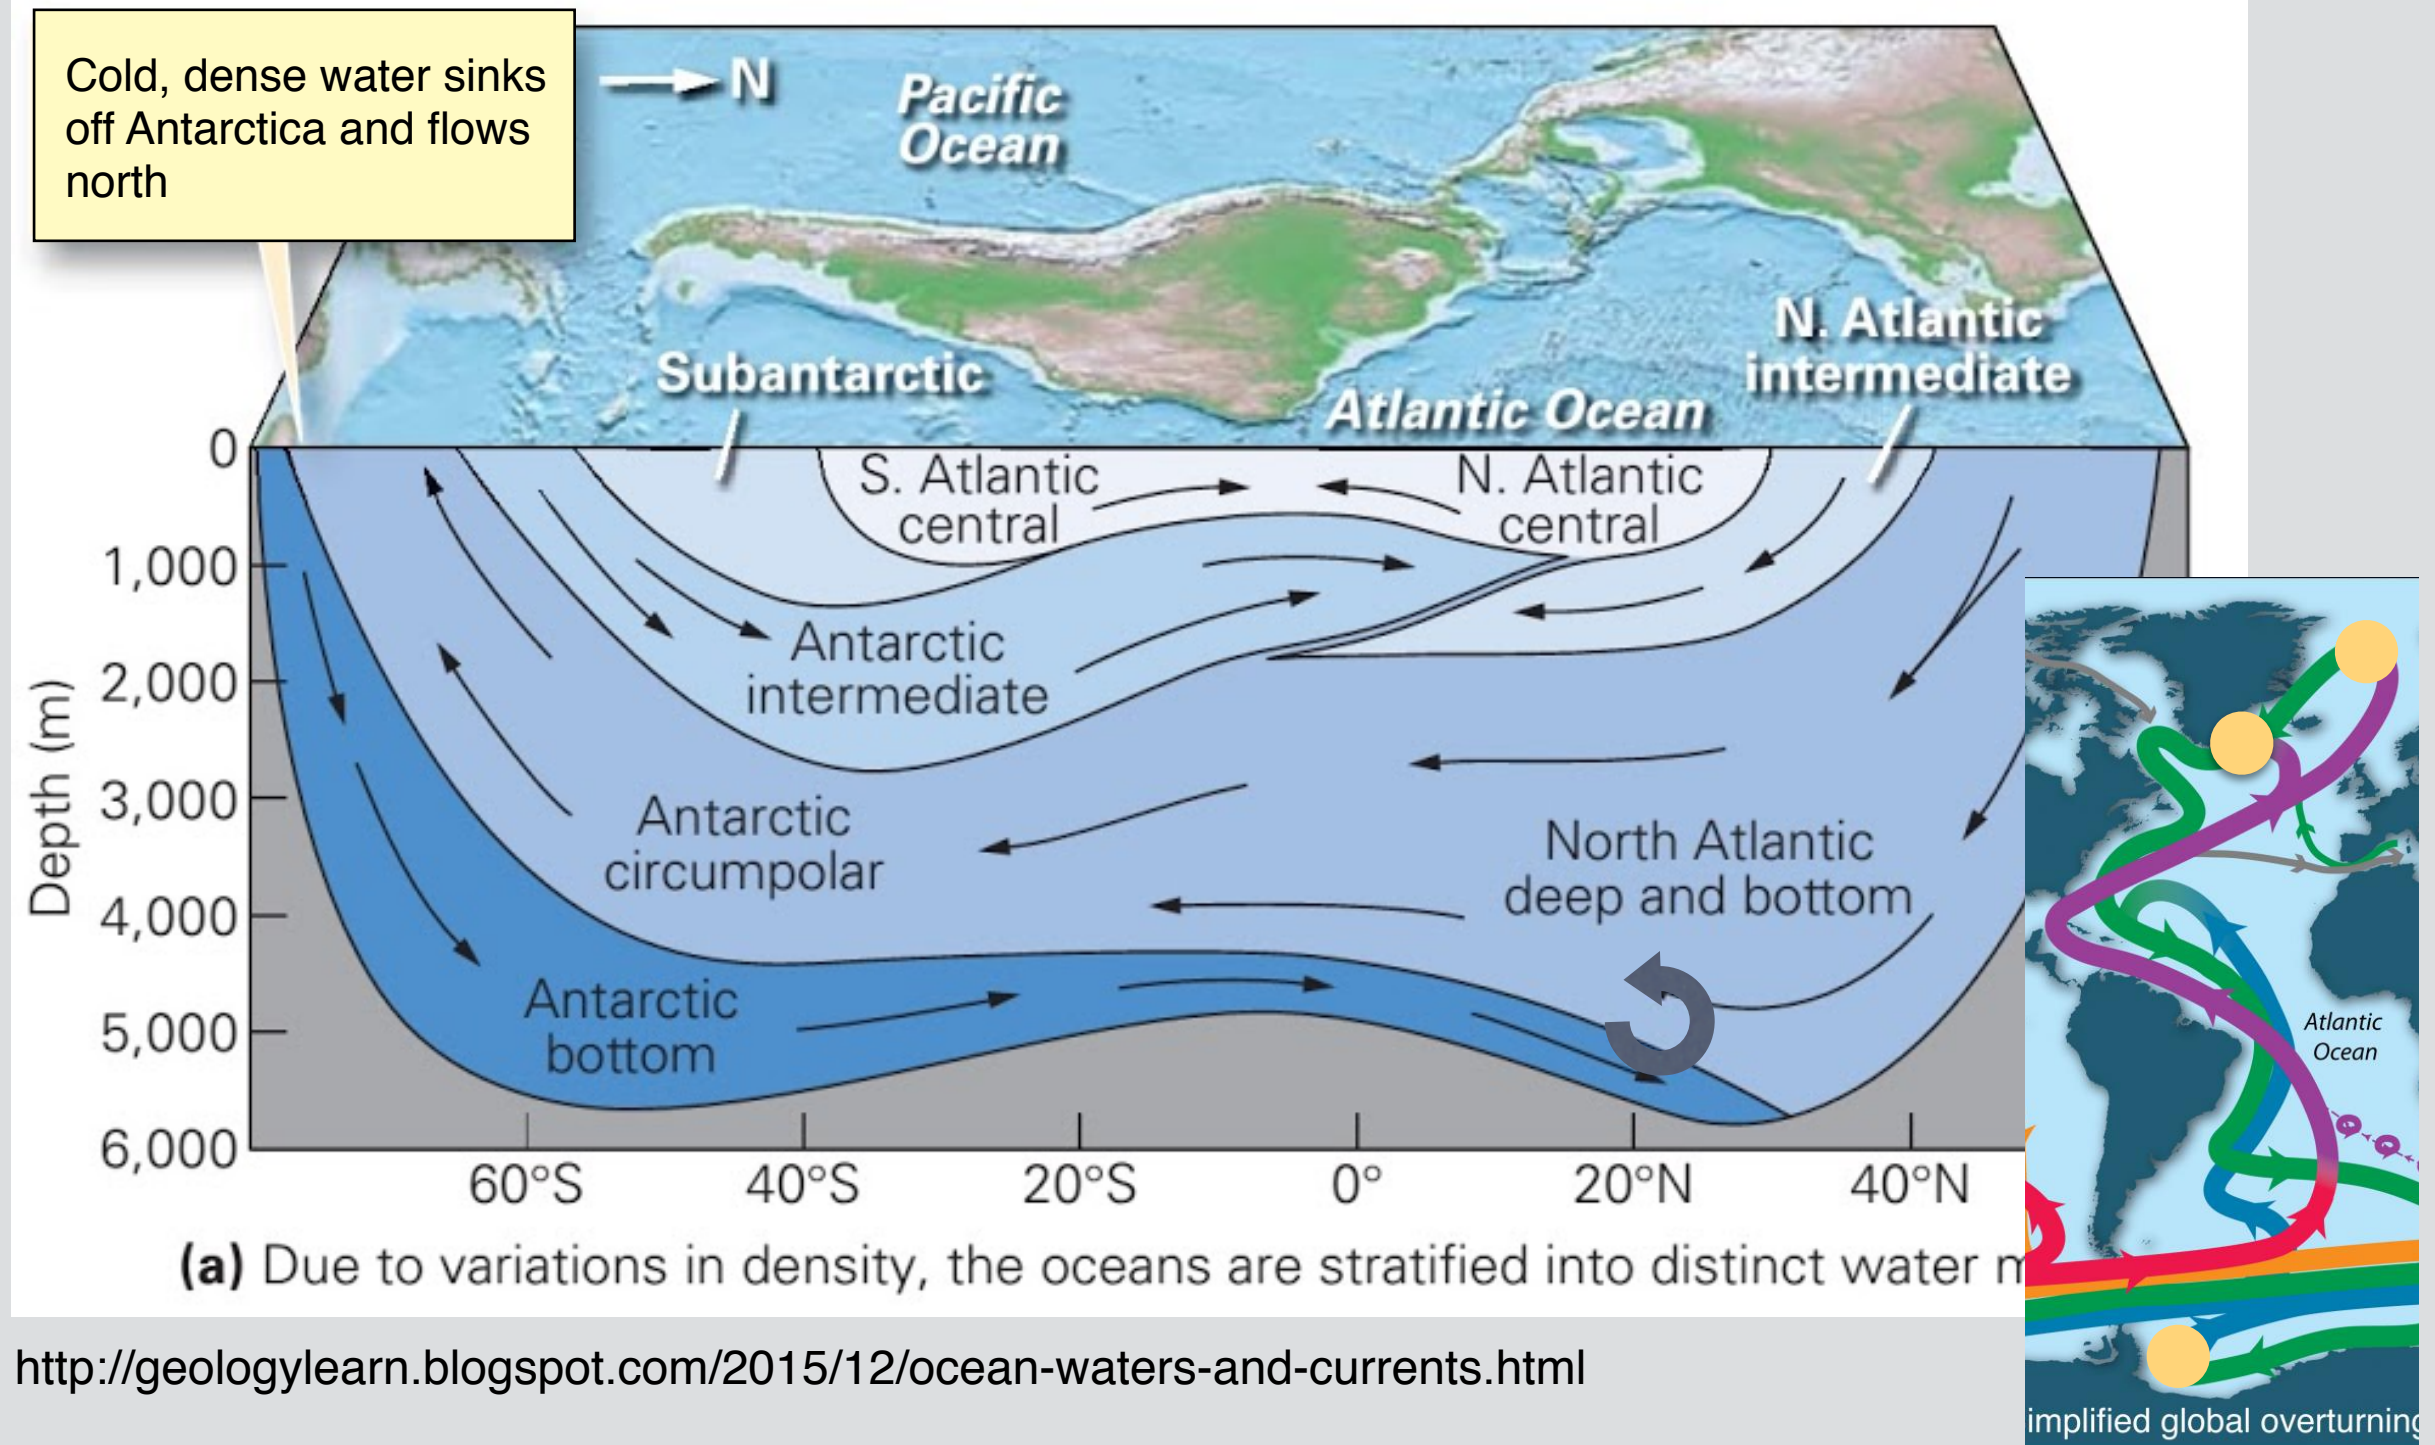 Cold, dense water sinks
off Antarctica and flows
north
N
Pacific
Ocean
Subantarctic
Atlantic Ocean
N. Atlantic
intermediate
0
1,000
2,000
3,000
4,000
5,000
6,000
Depth (m)
S. Atlantic
central
N. Atlantic
central
Antarctic
intermediate
Antarctic
circumpolar
North Atlantic
deep and bottom
Antarctic
bottom
60°S
40°S
20°S
0°
20°N
40°N
(a) Due to variations in density, the oceans are stratified into distinct water m
Atlantic
Ocean
implified global overturning
http://geologylearn.blogspot.com/2015/12/ocean-waters-and-currents.html